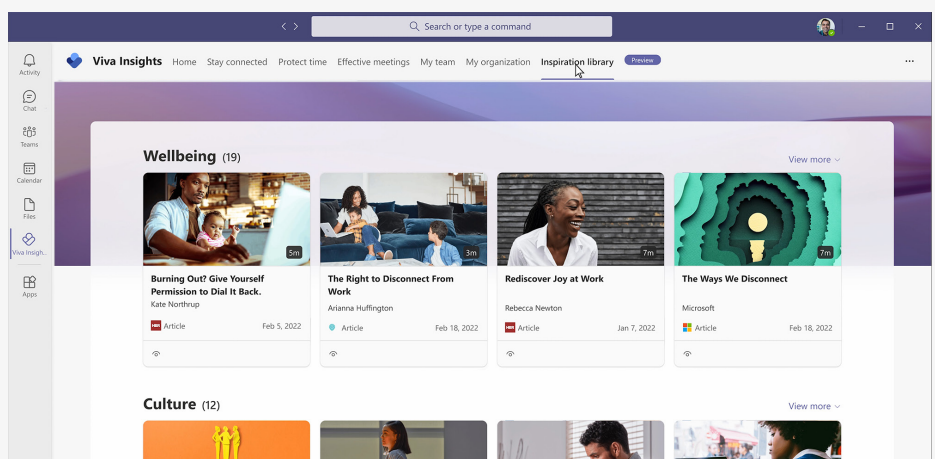 Search or type a command
Activity
Chat
Teams
Calendar
Files
Viva Insigh..
Apps
Viva Insights Home Stay connected Protect time Effective meetings My team My organization Inspiration library Preview
Wellbeing (19) View more
5m 3m 7m 7m
Burning Out? Give Yourself
Permission to Dial It Back.
Kate Northrup
HBR Article Feb 5, 2022
The Right to Disconnect From
Work
Arianna Huffington
Article Feb 18, 2022
Rediscover Joy at Work
Rebecca Newton
HBR Article Jan 7, 2022
The Ways We Disconnect
Microsoft
Article Feb 18, 2022
Culture (12) View more